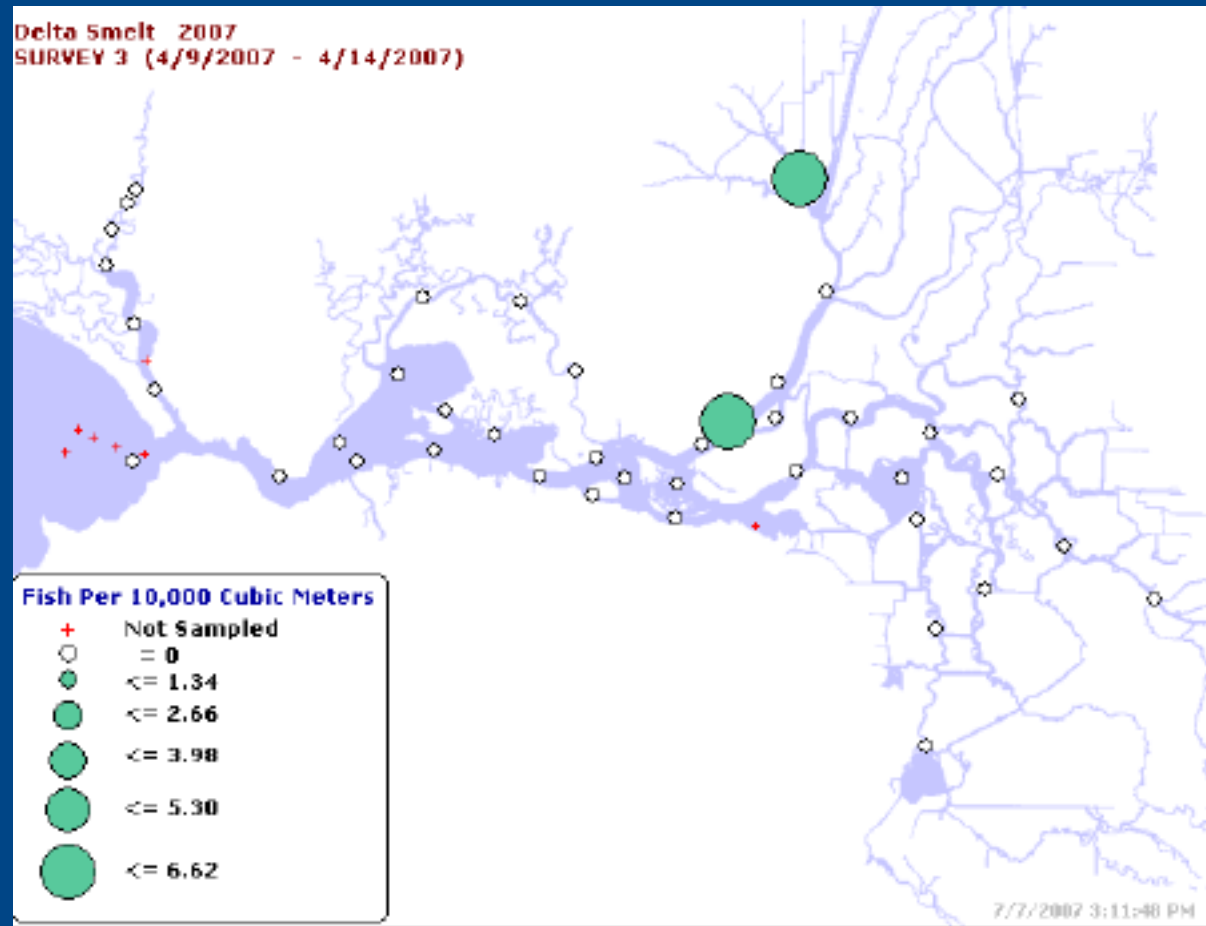 Delta Smelt 2007
SURVEY 3 (4/9/2007 - 4/14/2007)
Fish Per 10,000 Cubic Meters
+ Not Sampled
= 0
<= 1.34
<= 2.66
<= 3.98
<= 5.30
<= 6.62
7/7/2007 3:11:48 PM